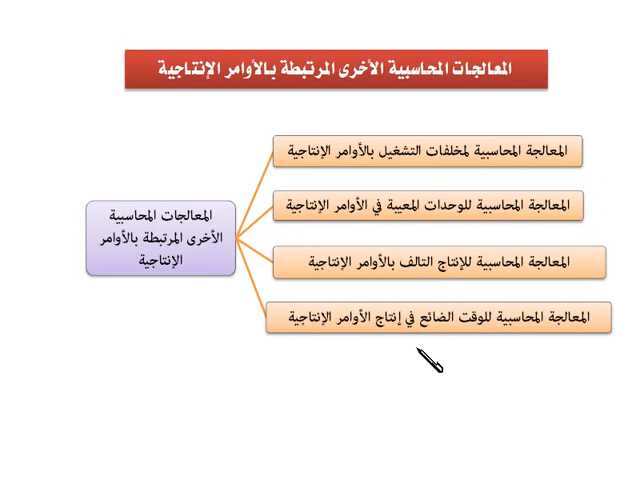 المعالجات المحاسبية الأخرى المرتبطة بالأوامر الإنتاجية
المعالجة المحاسبية لمخلفات التشغيل بالأوامر الإنتاجية
المعالجة المحاسبية للوحدات المعيبة في الأوامر الإنتاجية
المعالجات المحاسبية
الأخرى المرتبطة بالأوامر
الإنتاجية
المعالجة المحاسبية للإنتاج التالف بالأوامر الإنتاجية
المعالجة المحاسبية للوقت الضائع في إنتاج الأوامر الإنتاجية